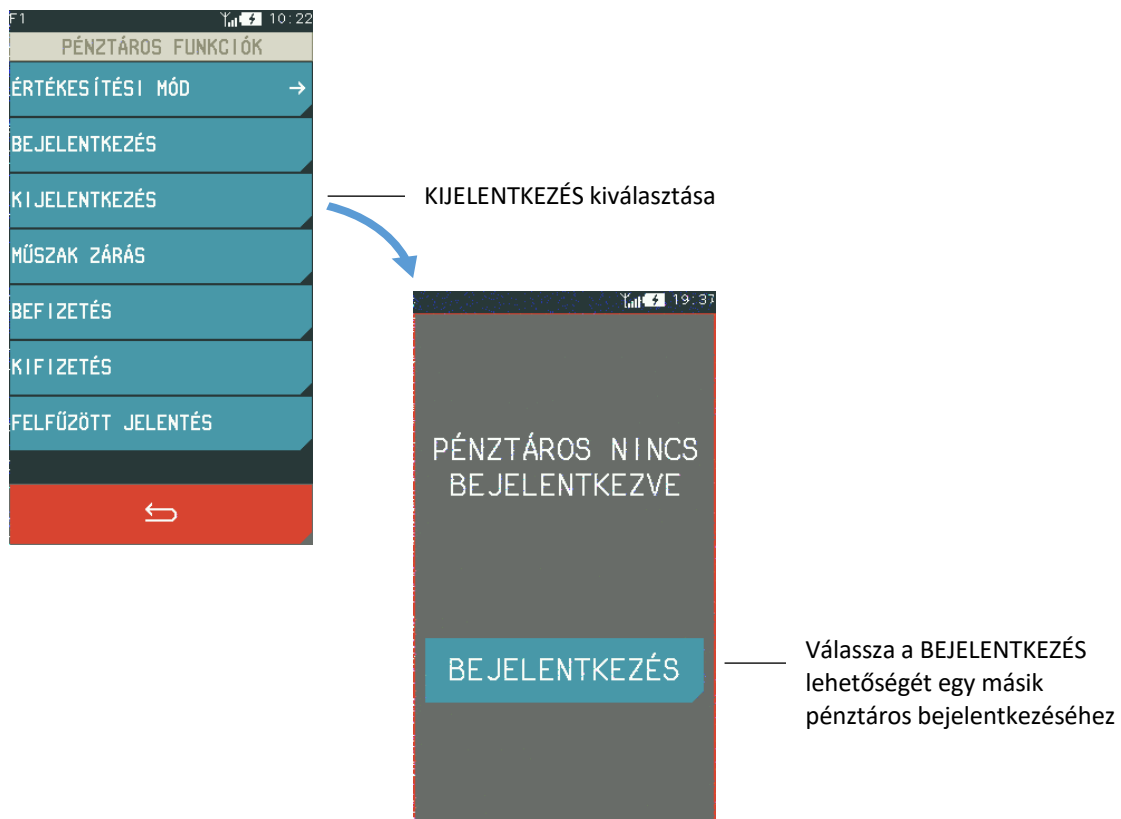 F1 10:22
PÉNZTÁROS FUNKCIÓK
ÉRTÉKESÍTÉSI MÓD →
BEJELENTKEZÉS
KIJELENTKEZÉS
MŰSZAK ZÁRÁS
BEFIZETÉS
KIFIZETÉS
FELFŰZÖTT JELENTÉS
KIJELENTKEZÉS kiválasztása
19:37
PÉNZTÁROS NINCS
BEJELENTKEZVE
BEJELENTKEZÉS
Válassza a BEJELENTKEZÉS
lehetőségét egy másik
pénztáros bejelentkezéséhez